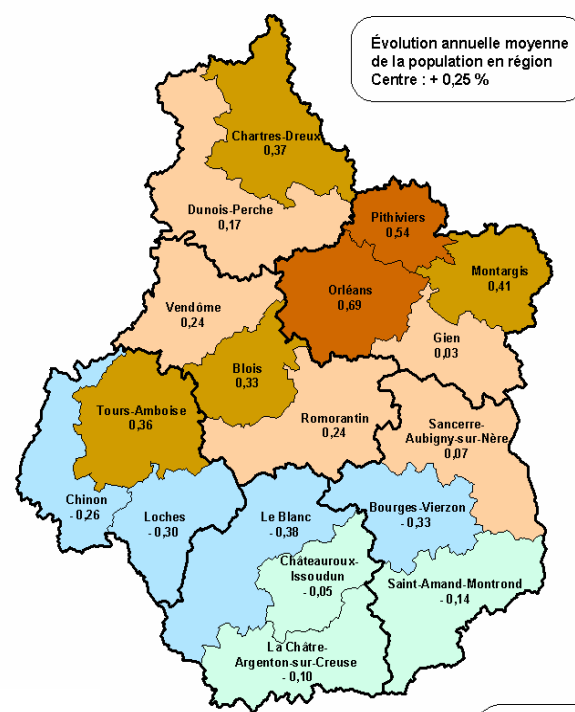 Évolution annuelle moyenne
de la population en région
Centre : + 0,25 %
Chartres-Dreux
0,37
Dunois-Perche
0,17
Pithiviers
0,54
Montargis
0,41
Orléans
0,69
Vendôme
0,24
Gien
0,03
Blois
0,33
Tours-Amboise
0,36
Romorantin
0,24
Sancerre-
Aubigny-sur-Nère
0,07
Chinon
- 0,26
Loches
- 0,30
Le Blanc
- 0,38
Bourges-Vierzon
- 0,33
Châteauroux-
Issoudun
- 0,05
Saint-Amand-Montrond
- 0,14
La Châtre-
Argenton-sur-Creuse
- 0,10